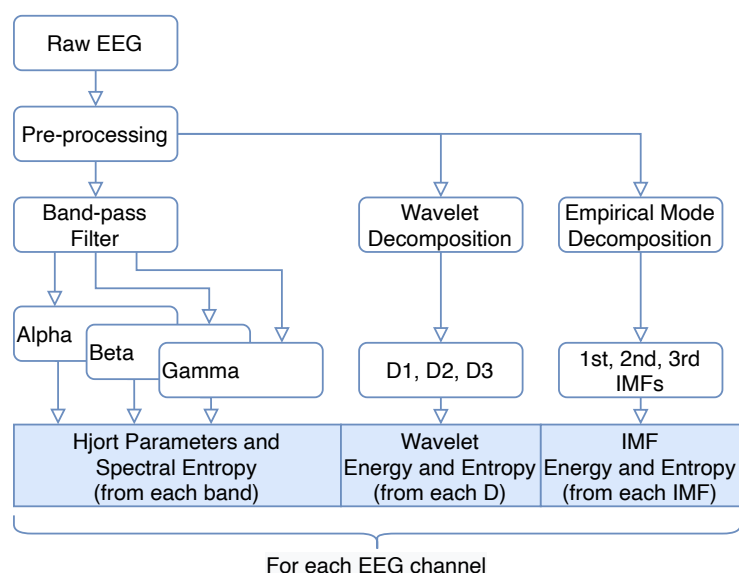 Raw EEG
Pre-processing
Band-pass
Filter
Wavelet
Decomposition
Empirical Mode
Decomposition
Alpha
Beta
Gamma
D1, D2, D3
1st, 2nd, 3rd
IMFs
Hjort Parameters and
Spectral Entropy
(from each band)
Wavelet
Energy and Entropy
(from each D)
IMF
Energy and Entropy
(from each IMF)
For each EEG channel